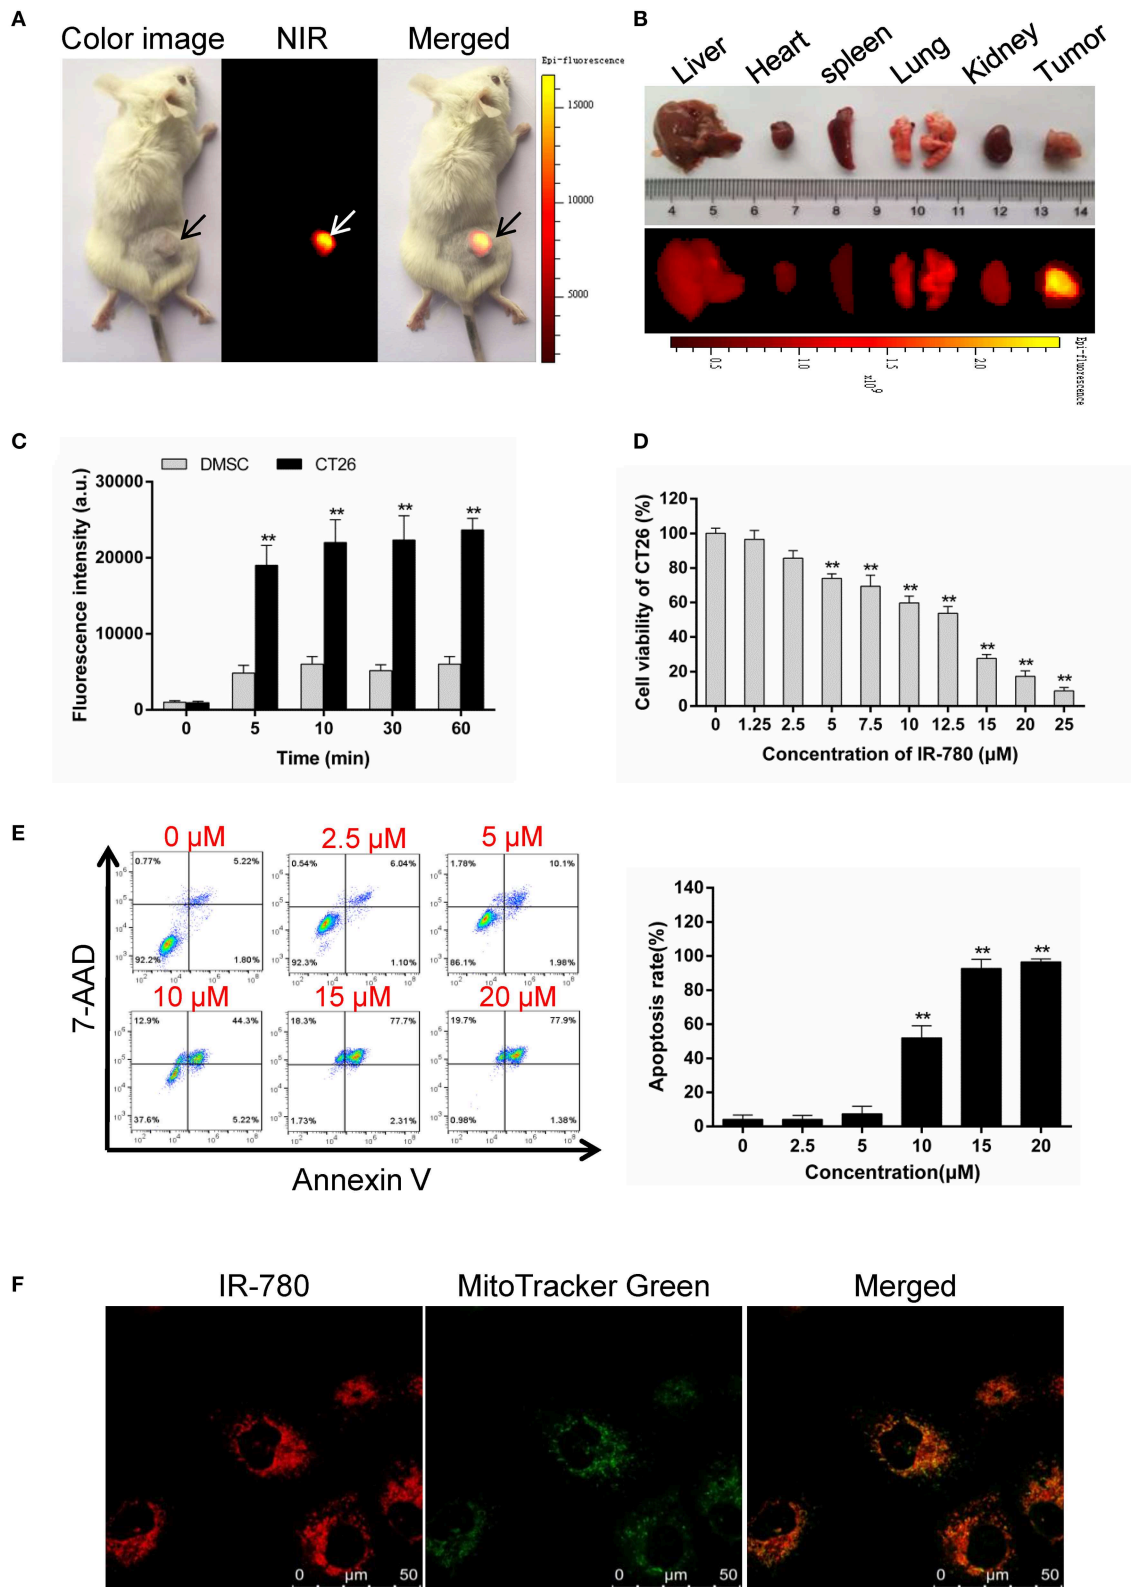 A
Color image NIR Merged
Epi-fluorescence
15000
10000
5000
B
Liver Heart spleen Lung Kidney Tumor
4 5 6 7 8 9 10 11 12 13 14
0.5 1.0 1.5 2.0
x10^9
Epi-fluorescence
C
DMSC CT26
Fluorescence intensity (a.u.)
30000
20000
10000
0
** ** ** **
0 5 10 30 60
Time (min)
D
Cell viability of CT26 (%)
120
100
80
60
40
20
0
** ** ** ** ** ** **
0 1.25 2.5 5 7.5 10 12.5 15 20 25
Concentration of IR-780 (µM)
E
7-AAD
0 µM 2.5 µM 5 µM
0.77% 5.22% 0.54% 6.04% 1.78% 10.1%
92.2% 1.80% 92.3% 1.10% 86.1% 1.98%
10 µM 15 µM 20 µM
12.9% 44.3% 18.3% 77.7% 19.7% 77.9%
37.6% 5.22% 1.73% 2.31% 0.98% 1.38%
Annexin V
Apoptosis rate(%)
140
120
100
80
60
40
20
0
** ** **
0 2.5 5 10 15 20
Concentration(µM)
F
IR-780 MitoTracker Green Merged
0 µm 50 0 µm 50 0 µm 50